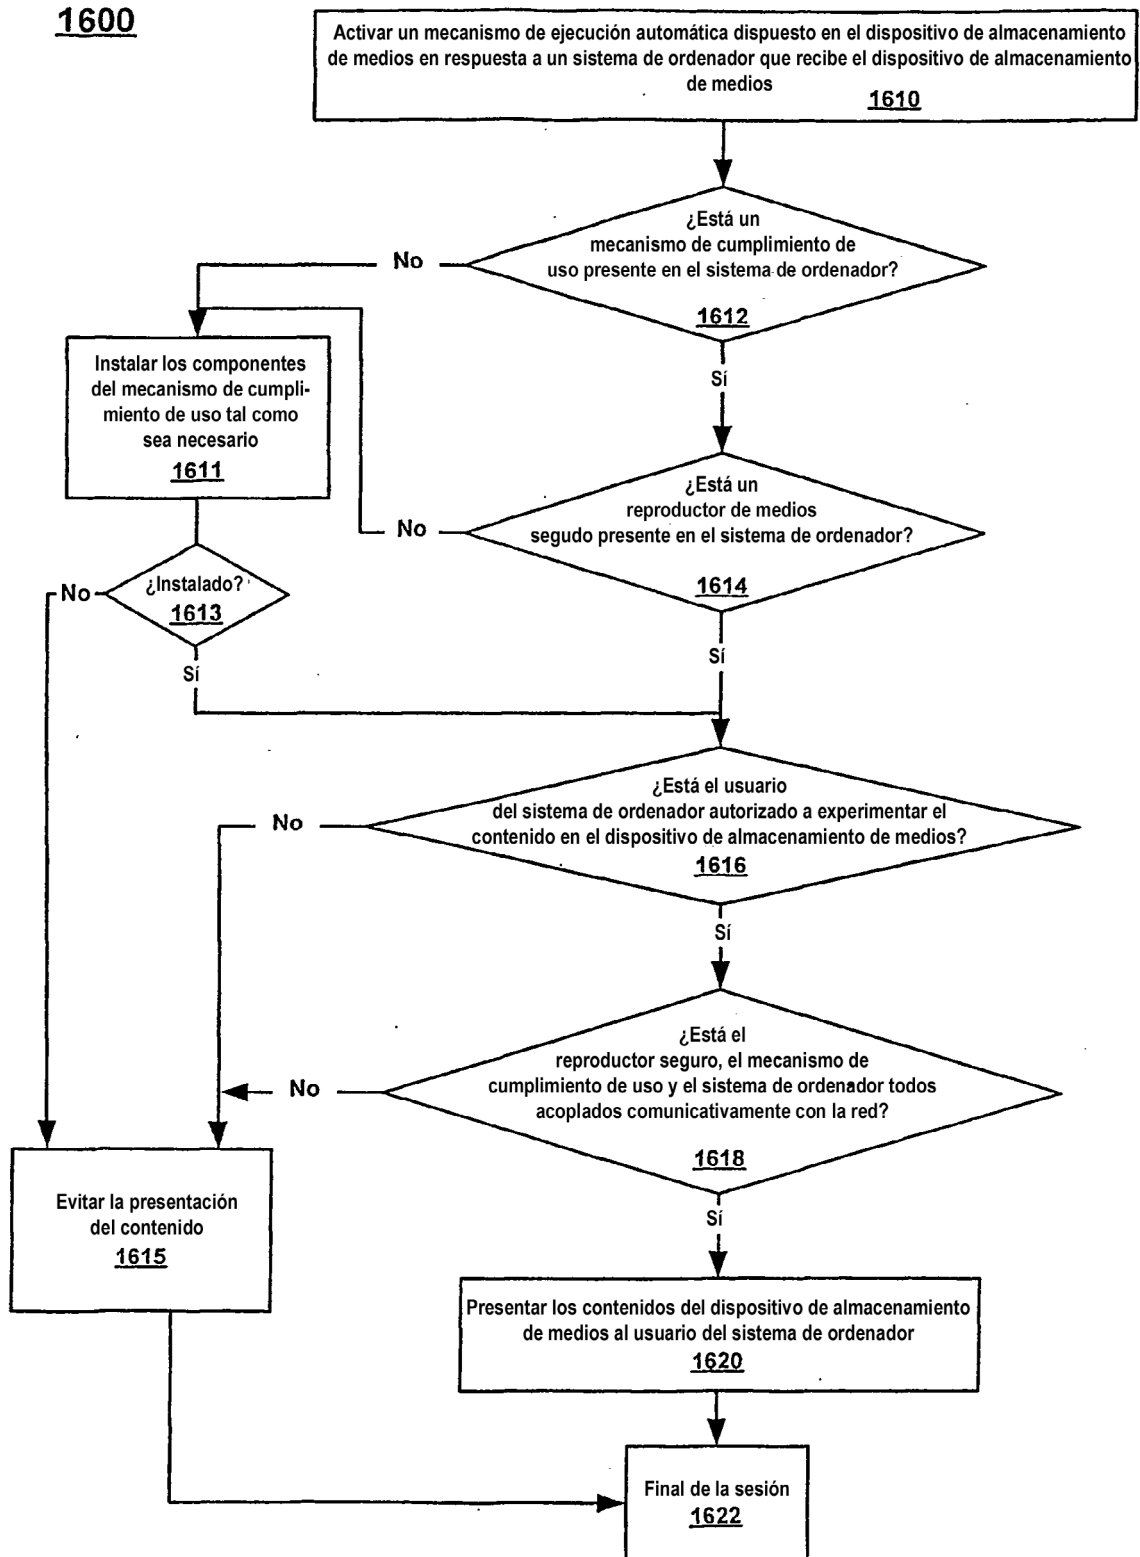 1600
Activar un mecanismo de ejecución automática dispuesto en el dispositivo de almacenamiento
de medios en respuesta a un sistema de ordenador que recibe el dispositivo de almacenamiento
de medios
1610
¿Está un
mecanismo de cumplimiento de
uso presente en el sistema de ordenador?
1612
No
Sí
Instalar los componentes
del mecanismo de cumpli-
miento de uso tal como
sea necesario
1611
¿Está un
reproductor de medios
segudo presente en el sistema de ordenador?
1614
No
Sí
¿Instalado?
1613
No
Sí
¿Está el usuario
del sistema de ordenador autorizado a experimentar el
contenido en el dispositivo de almacenamiento de medios?
1616
No
Sí
¿Está el
reproductor seguro, el mecanismo de
cumplimiento de uso y el sistema de ordenador todos
acoplados comunicativamente con la red?
1618
No
Sí
Evitar la presentación
del contenido
1615
Presentar los contenidos del dispositivo de almacenamiento
de medios al usuario del sistema de ordenador
1620
Final de la sesión
1622